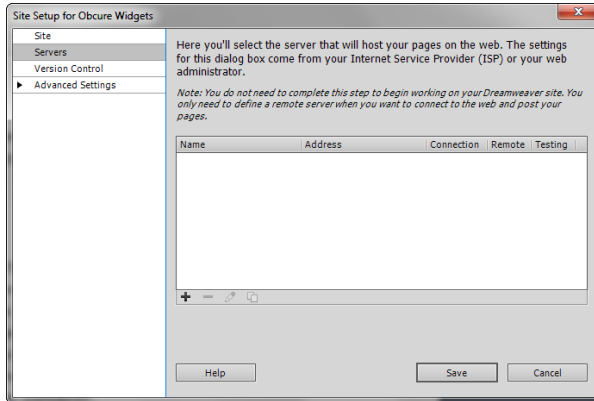 Site Setup for Obcure Widgets
Site
Servers
Version Control
Advanced Settings
Here you'll select the server that will host your pages on the web. The settings
for this dialog box come from your Internet Service Provider (ISP) or your web
administrator.
Note: You do not need to complete this step to begin working on your Dreamweaver site. You
only need to define a remote server when you want to connect to the web and post your
pages.
Name Address Connection Remote Testing
Help Save Cancel